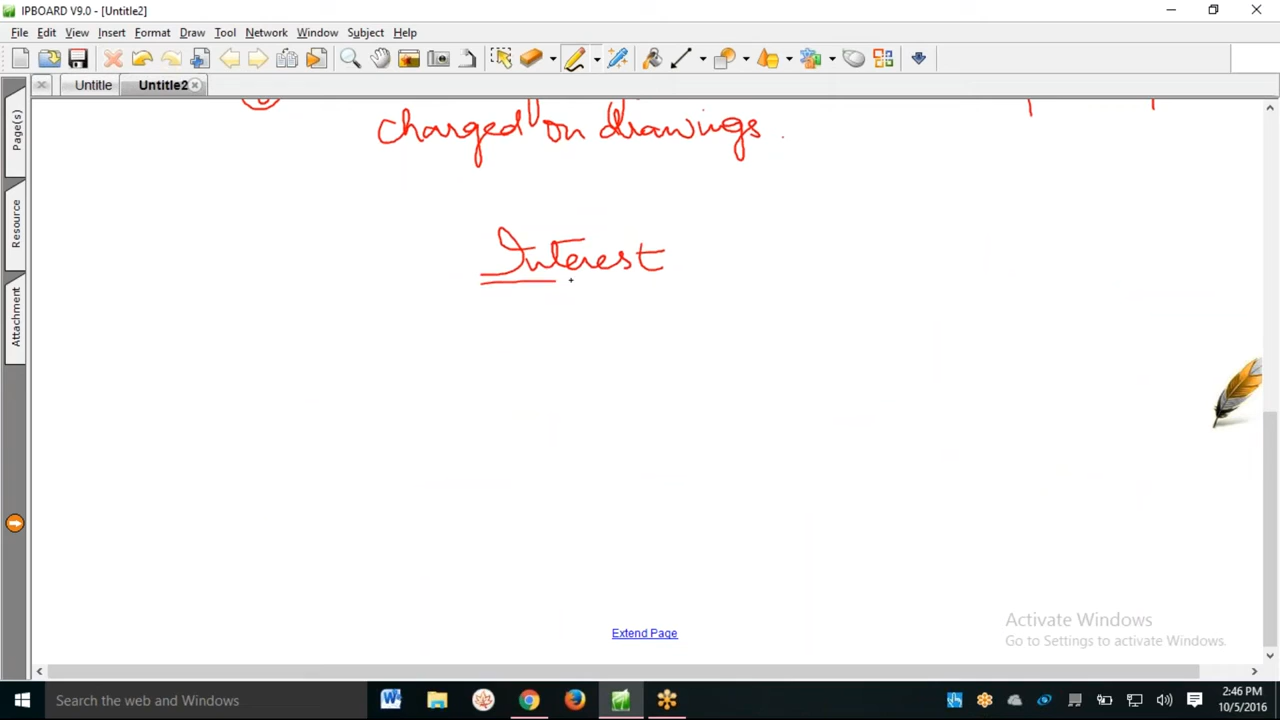 IPBOARD V9.0 - [Untitle2]
File Edit View Insert Format Draw Tool Network Window Subject Help
Untitle Untitle2
Page(s)
Resource
Attachment
charged on drawings.
Interest
Extend Page
Activate Windows
Go to Settings to activate Windows.
Search the web and Windows
2:46 PM
10/5/2016